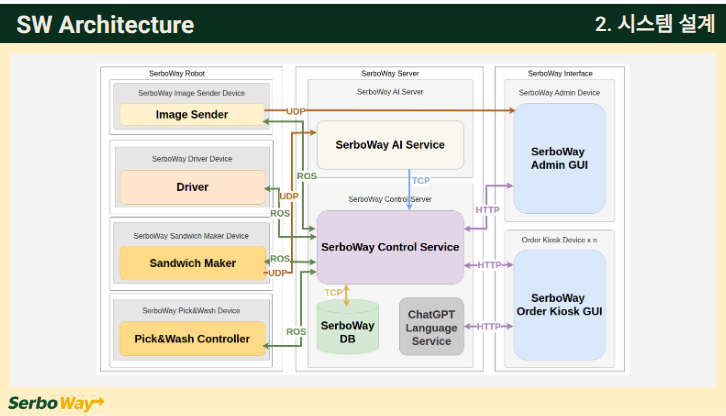 SW Architecture
2. 시스템 설계
SerboWay Robot
SerboWay Image Sender Device
Image Sender
SerboWay Driver Device
Driver
SerboWay Sandwich Maker Device
Sandwich Maker
SerboWay Pick&Wash Device
Pick&Wash Controller
UDP
ROS
UDP
ROS
ROS
UDP
ROS
SerboWay Server
SerboWay AI Server
SerboWay AI Service
TCP
SerboWay Control Server
SerboWay Control Service
TCP
SerboWay
DB
ChatGPT
Language
Service
HTTP
HTTP
HTTP
SerboWay Interface
SerboWay Admin Device
SerboWay
Admin GUI
Order Kiosk Device x n
SerboWay
Order Kiosk GUI
SerboWay